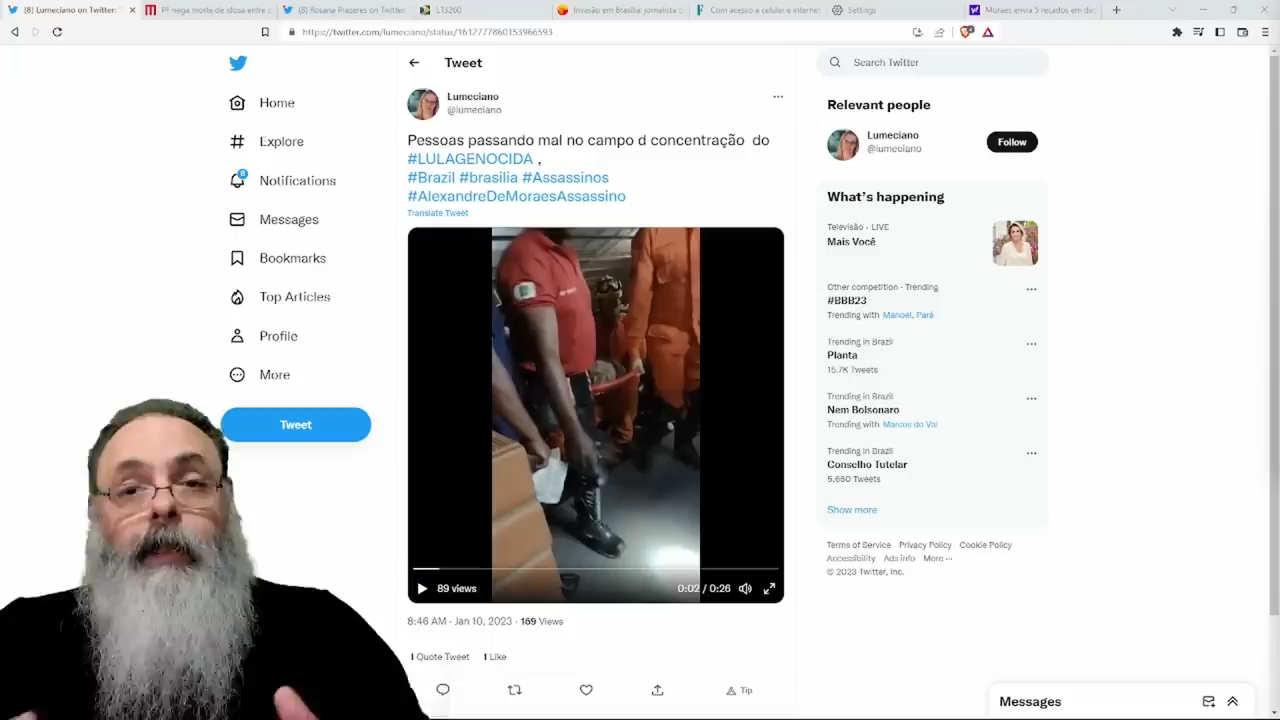 (8) Lumeciano on Twitter:
PF nega morte de idosa entre p
(8) Rosana Prazeres on Twitter:
L13260
Invasão em Brasília: jornalista
Com acesso a celular e internet
Settings
Moraes envia 5 recados em dec
https://twitter.com/lumeciano/status/1612777860153966593
Home
Explore
6
Notifications
Messages
Bookmarks
Top Articles
Profile
More
Tweet
Tweet
Lumeciano
@lumeciano
Pessoas passando mal no campo d concentração do
#LULAGENOCIDA ,
#Brazil #brasilia #Assassinos
#AlexandreDeMoraesAssassino
Translate Tweet
89 views
0:02 / 0:26
8:46 AM · Jan 10, 2023 · 169 Views
1 Quote Tweet 1 Like
Tip
Search Twitter
Relevant people
Lumeciano
@lumeciano
Follow
What's happening
Televisão · LIVE
Mais Você
Other competition · Trending
#BBB23
Trending with Manoel, Pará
Trending in Brazil
Planta
15.7K Tweets
Trending in Brazil
Nem Bolsonaro
Trending with Marcos do Val
Trending in Brazil
Conselho Tutelar
5,660 Tweets
Show more
Terms of Service Privacy Policy Cookie Policy
Accessibility Ads info More ···
© 2023 Twitter, Inc.
Messages